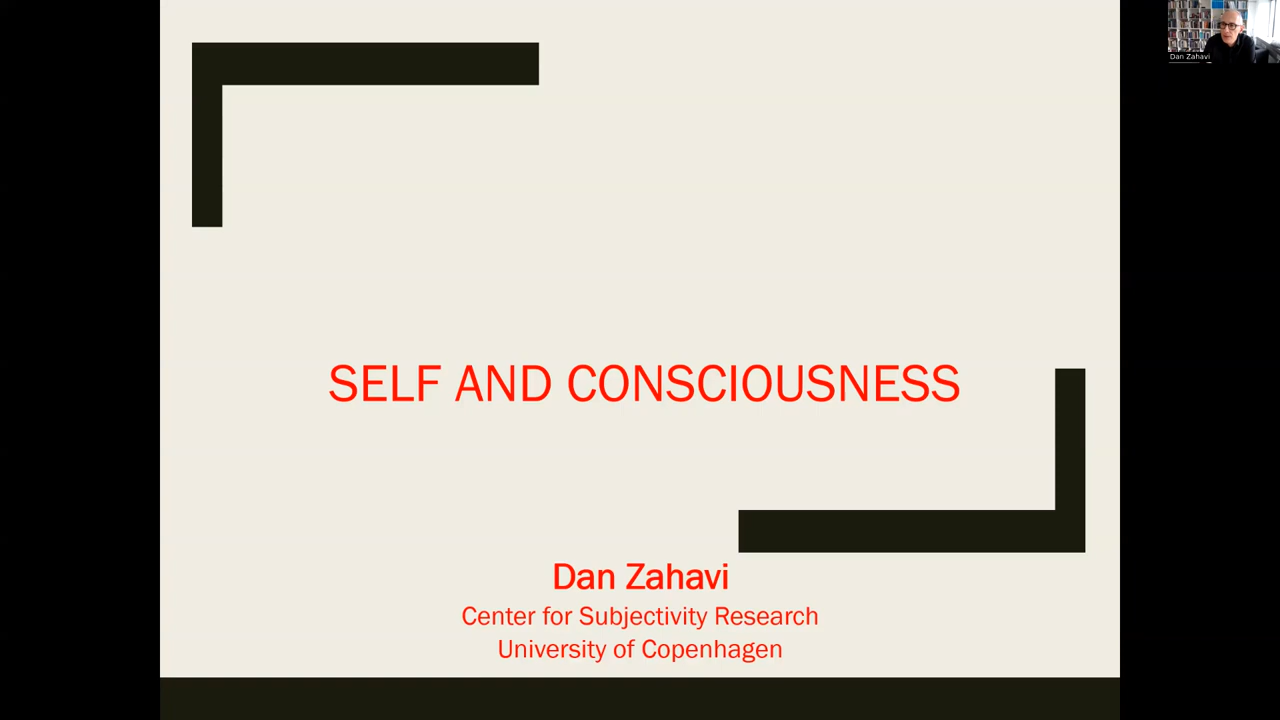 Dan Zahavi
SELF AND CONSCIOUSNESS
Dan Zahavi
Center for Subjectivity Research
University of Copenhagen